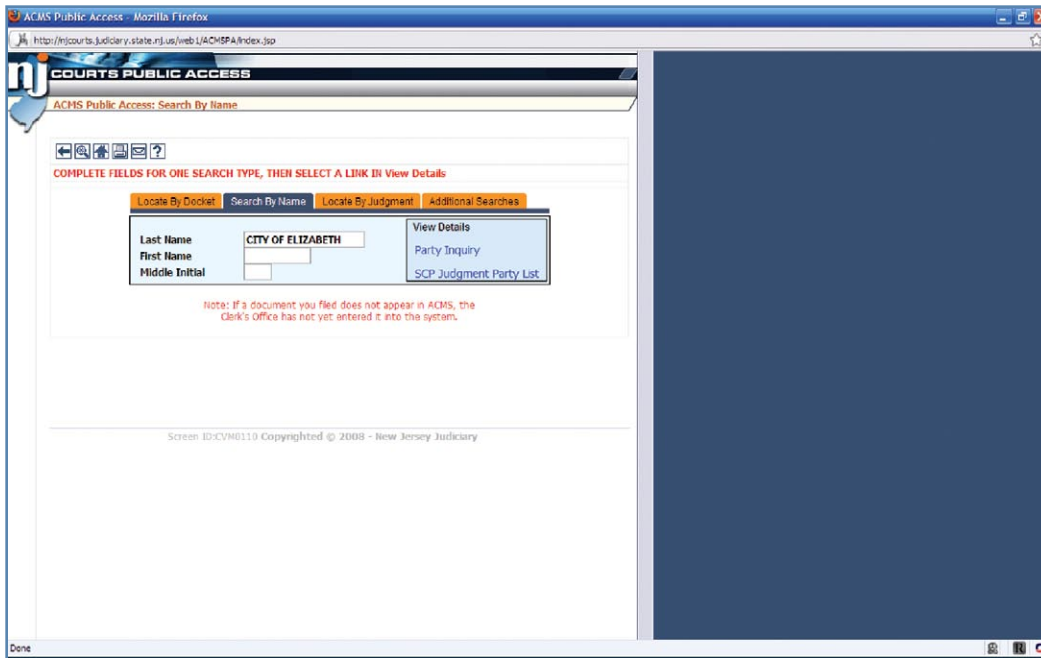 ACMS Public Access - Mozilla Firefox
http://njcourts.judiciary.state.nj.us/web1/ACMSPA/index.jsp
nj COURTS PUBLIC ACCESS
ACMS Public Access: Search By Name
?
COMPLETE FIELDS FOR ONE SEARCH TYPE, THEN SELECT A LINK IN View Details
Locate By Docket Search By Name Locate By Judgment Additional Searches
View Details
Last Name CITY OF ELIZABETH
First Name
Party Inquiry
Middle Initial
SCP Judgment Party List
Note: If a document you filed does not appear in ACMS, the
Clerk's Office has not yet entered it into the system.
Screen ID:CVM0110 Copyrighted © 2008 - New Jersey Judiciary
Done